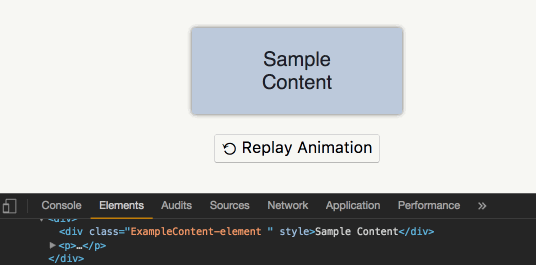 Sample
Content
Replay Animation
Console Elements Audits Sources Network Application Performance »
<div class="ExampleContent-element " style>Sample Content</div>
▶<p>…</p>
</div>